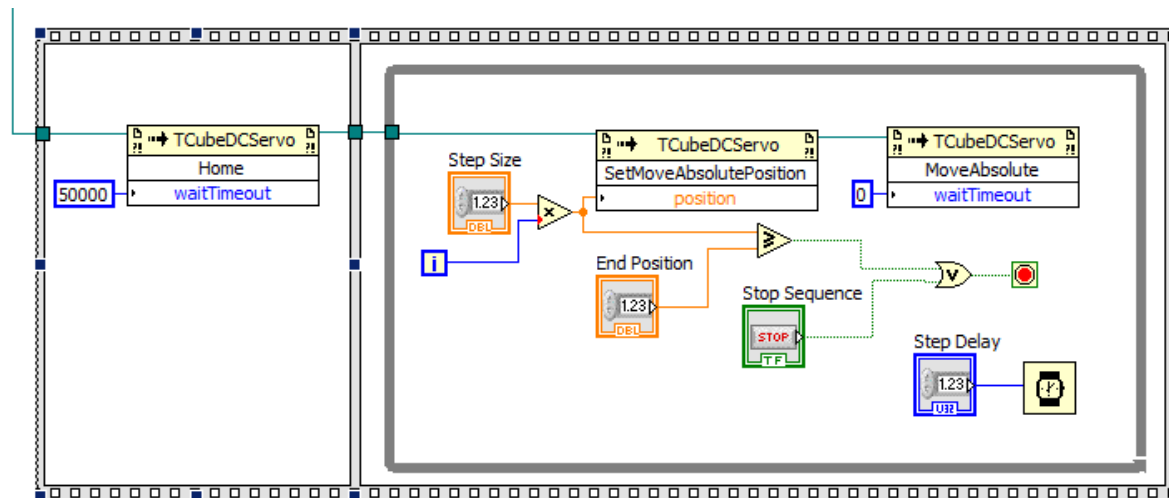 TCubeDCServo
Home
50000
waitTimeout
Step Size
1.23
DBL
×
i
TCubeDCServo
SetMoveAbsolutePosition
position
TCubeDCServo
MoveAbsolute
0
waitTimeout
≥
End Position
1.23
DBL
V
Stop Sequence
STOP
TF
Step Delay
1.23
U32